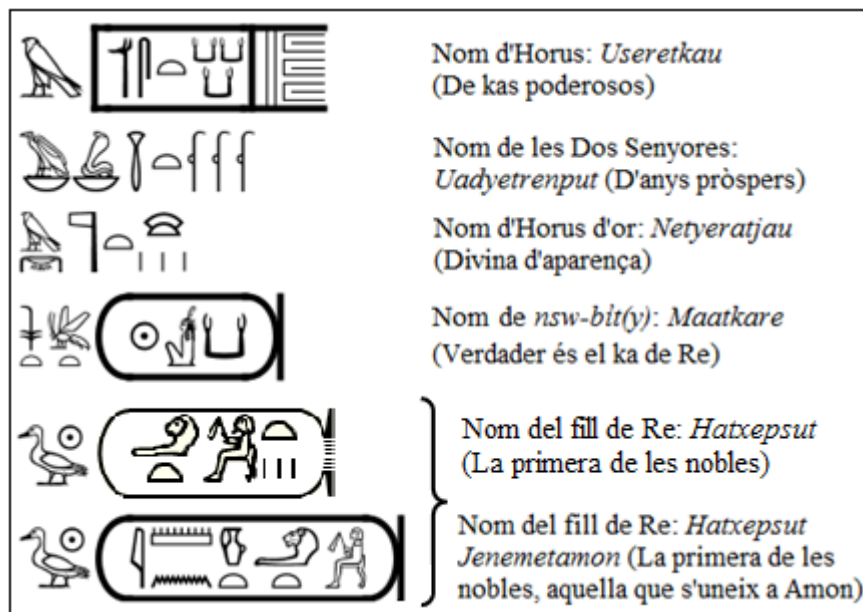 Nom d'Horus: Useretkau
(De kas poderosos)
Nom de les Dos Senyores:
Uadyetrenput (D'anys pròspers)
Nom d'Horus d'or: Netyeratjau
(Divina d'aparença)
Nom de nsw-bit(y): Maatkare
(Verdader és el ka de Re)
Nom del fill de Re: Hatxepsut
(La primera de les nobles)
Nom del fill de Re: Hatxepsut
Jenemetamon (La primera de les
nobles, aquella que s'uneix a Amon)